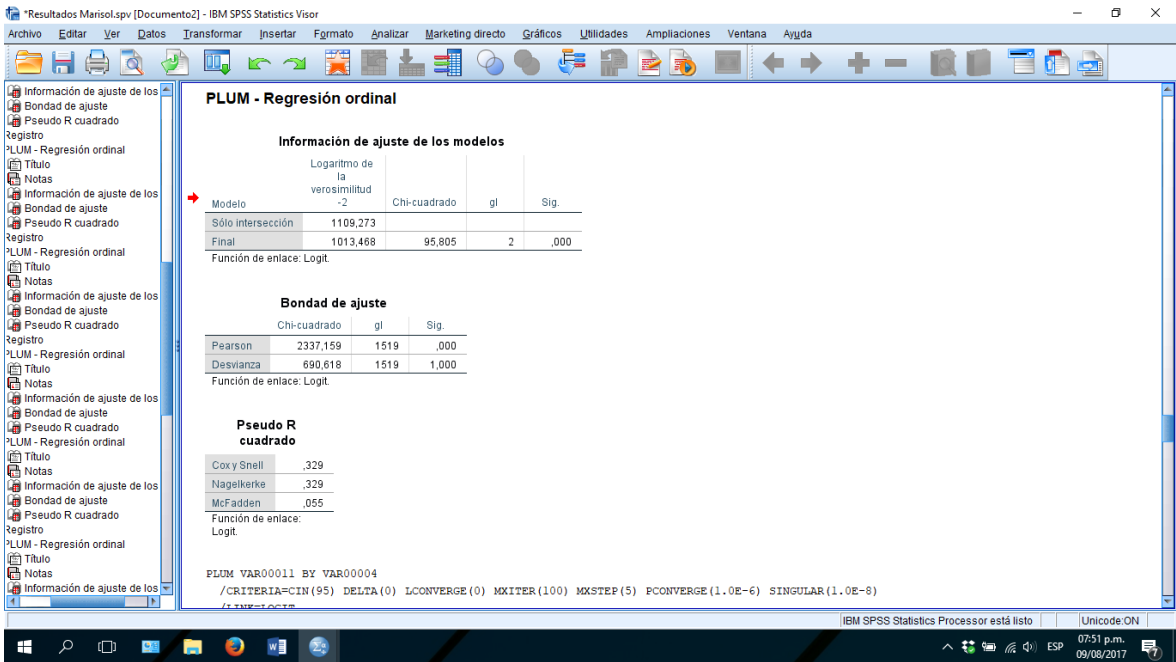 *Resultados Marisol.spv [Documento2] - IBM SPSS Statistics Visor
Archivo Editar Ver Datos Transformar Insertar Formato Analizar Marketing directo Gráficos Utilidades Ampliaciones Ventana Ayuda
Información de ajuste de los
Bondad de ajuste
Pseudo R cuadrado
Registro
PLUM - Regresión ordinal
Título
Notas
Información de ajuste de los
Bondad de ajuste
Pseudo R cuadrado
Registro
PLUM - Regresión ordinal
Título
Notas
Información de ajuste de los
Bondad de ajuste
Pseudo R cuadrado
Registro
PLUM - Regresión ordinal
Título
Notas
Información de ajuste de los
Bondad de ajuste
Pseudo R cuadrado
PLUM - Regresión ordinal
Título
Notas
Información de ajuste de los
Bondad de ajuste
Pseudo R cuadrado
Registro
PLUM - Regresión ordinal
Título
Notas
Información de ajuste de los
PLUM - Regresión ordinal
Información de ajuste de los modelos
Modelo Logaritmo de la verosimilitud -2 Chi-cuadrado gl Sig.
Sólo intersección 1109,273
Final 1013,468 95,805 2 ,000
Función de enlace: Logit.
Bondad de ajuste
Chi-cuadrado gl Sig.
Pearson 2337,159 1519 ,000
Desvianza 690,618 1519 1,000
Función de enlace: Logit.
Pseudo R
cuadrado
Cox y Snell ,329
Nagelkerke ,329
McFadden ,055
Función de enlace:
Logit.
PLUM VAR00011 BY VAR00004
/CRITERIA=CIN(95) DELTA(0) LCONVERGE(0) MXITER(100) MXSTEP(5) PCONVERGE(1.0E-6) SINGULAR(1.0E-8)
/LINK=LOGIT
IBM SPSS Statistics Processor está listo Unicode:ON
ESP 07:51 p.m.
09/08/2017